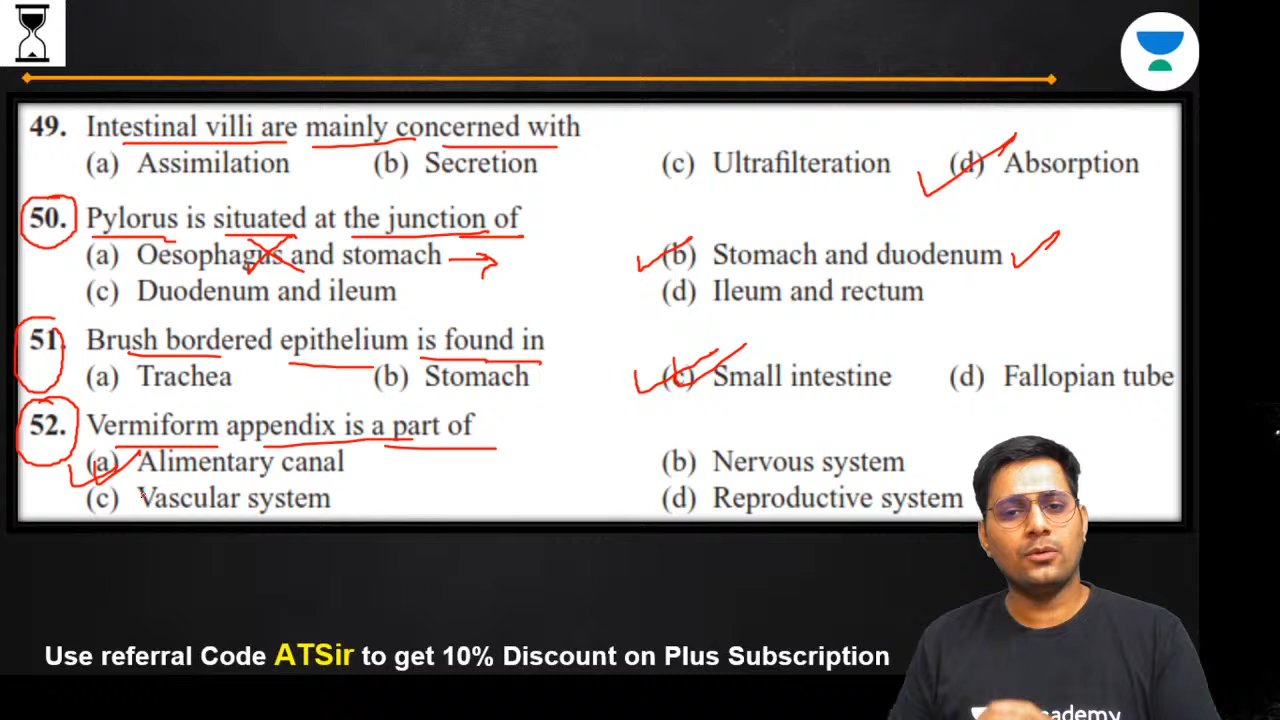 49. Intestinal villi are mainly concerned with
(a) Assimilation (b) Secretion (c) Ultrafilteration (d) Absorption
50. Pylorus is situated at the junction of
(a) Oesophagus and stomach (b) Stomach and duodenum
(c) Duodenum and ileum (d) Ileum and rectum
51. Brush bordered epithelium is found in
(a) Trachea (b) Stomach (c) Small intestine (d) Fallopian tube
52. Vermiform appendix is a part of
(a) Alimentary canal (b) Nervous system
(c) Vascular system (d) Reproductive system
Use referral Code ATSir to get 10% Discount on Plus Subscription